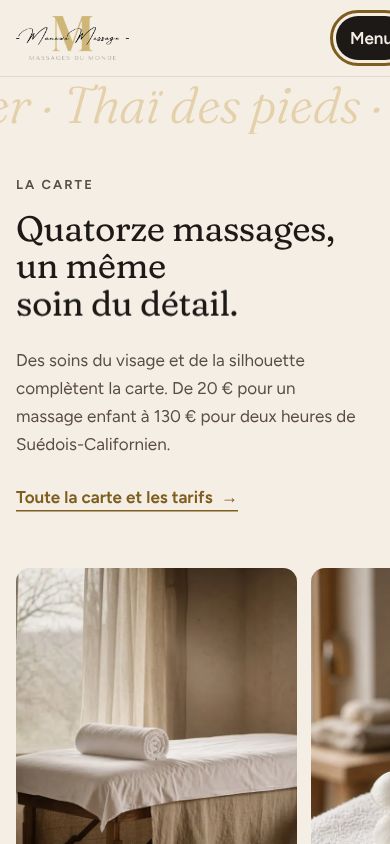 M
Manava Massage
MASSAGES DU MONDE
Menu
er · Thaï des pieds ·
LA CARTE
Quatorze massages,
un même
soin du détail.
Des soins du visage et de la silhouette
complètent la carte. De 20 € pour un
massage enfant à 130 € pour deux heures de
Suédois-Californien.
Toute la carte et les tarifs →